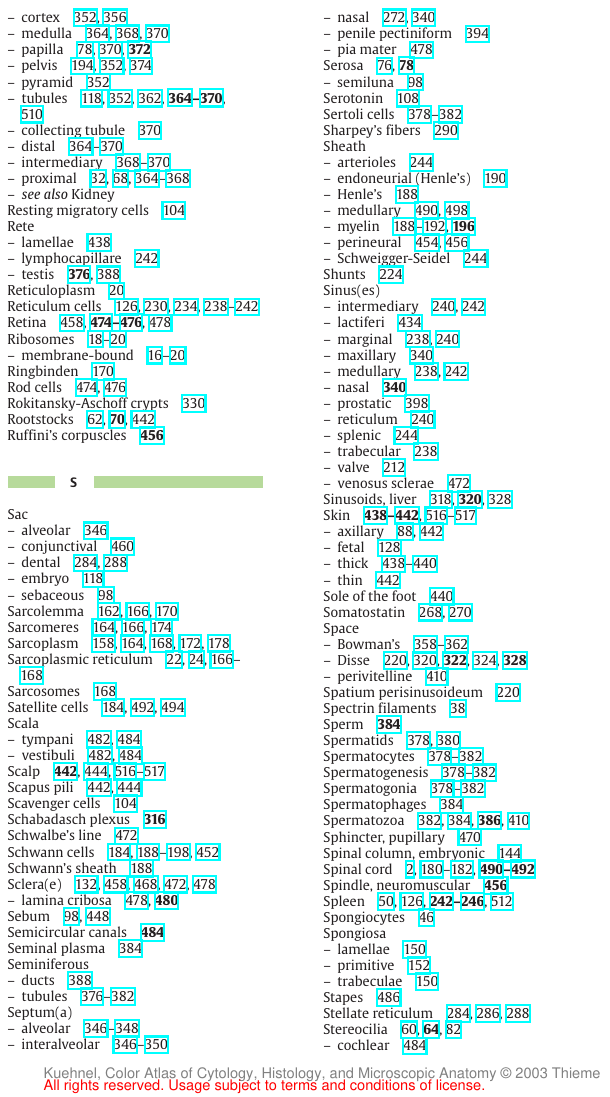 – cortex 352, 356
– medulla 364, 368, 370
– papilla 78, 370, 372
– pelvis 194, 352, 374
– pyramid 352
– tubules 118, 352, 362, 364–370,
510
– collecting tubule 370
– distal 364–370
– intermediary 368–370
– proximal 32, 68, 364–368
– see also Kidney
Resting migratory cells 104
Rete
– lamellae 438
– lymphocapillare 242
– testis 376, 388
Reticuloplasm 20
Reticulum cells 126, 230, 234, 238–242
Retina 458, 474–476, 478
Ribosomes 18–20
– membrane-bound 16–20
Ringbinden 170
Rod cells 474, 476
Rokitansky-Aschoff crypts 330
Rootstocks 62, 70, 442
Ruffini's corpuscles 456
S
Sac
– alveolar 346
– conjunctival 460
– dental 284, 288
– embryo 118
– sebaceous 98
Sarcolemma 162, 166, 170
Sarcomeres 164, 166, 174
Sarcoplasm 158, 164, 168, 172, 178
Sarcoplasmic reticulum 22, 24, 166–
168
Sarcosomes 168
Satellite cells 184, 492, 494
Scala
– tympani 482, 484
– vestibuli 482, 484
Scalp 442, 444, 516–517
Scapus pili 442, 444
Scavenger cells 104
Schabadasch plexus 316
Schwalbe's line 472
Schwann cells 184, 188–198, 452
Schwann's sheath 188
Sclera(e) 132, 458, 468, 472, 478
– lamina cribosa 478, 480
Sebum 98, 448
Semicircular canals 484
Seminal plasma 384
Seminiferous
– ducts 388
– tubules 376–382
Septum(a)
– alveolar 346–348
– interalveolar 346–350
– nasal 272, 340
– penile pectiniform 394
– pia mater 478
Serosa 76, 78
– semiluna 98
Serotonin 108
Sertoli cells 378–382
Sharpey's fibers 290
Sheath
– arterioles 244
– endoneurial (Henle's) 190
– Henle's 188
– medullary 490, 498
– myelin 188–192, 196
– perineural 454, 456
– Schweigger-Seidel 244
Shunts 224
Sinus(es)
– intermediary 240, 242
– lactiferi 434
– marginal 238, 240
– maxillary 340
– medullary 238, 242
– nasal 340
– prostatic 398
– reticulum 240
– splenic 244
– trabecular 238
– valve 212
– venosus sclerae 472
Sinusoids, liver 318, 320, 328
Skin 438–442, 516–517
– axillary 88, 442
– fetal 128
– thick 438–440
– thin 442
Sole of the foot 440
Somatostatin 268, 270
Space
– Bowman's 358–362
– Disse 220, 320, 322, 324, 328
– perivitelline 410
Spatium perisinusoideum 220
Spectrin filaments 38
Sperm 384
Spermatids 378, 380
Spermatocytes 378–382
Spermatogenesis 378–382
Spermatogonia 378–382
Spermatophages 384
Spermatozoa 382, 384, 386, 410
Sphincter, pupillary 470
Spinal column, embryonic 144
Spinal cord 2, 180–182, 490–492
Spindle, neuromuscular 456
Spleen 50, 126, 242–246, 512
Spongiocytes 46
Spongiosa
– lamellae 150
– primitive 152
– trabeculae 150
Stapes 486
Stellate reticulum 284, 286, 288
Stereocilia 60, 64, 82
– cochlear 484
Kuehnel, Color Atlas of Cytology, Histology, and Microscopic Anatomy © 2003 Thieme
All rights reserved. Usage subject to terms and conditions of license.